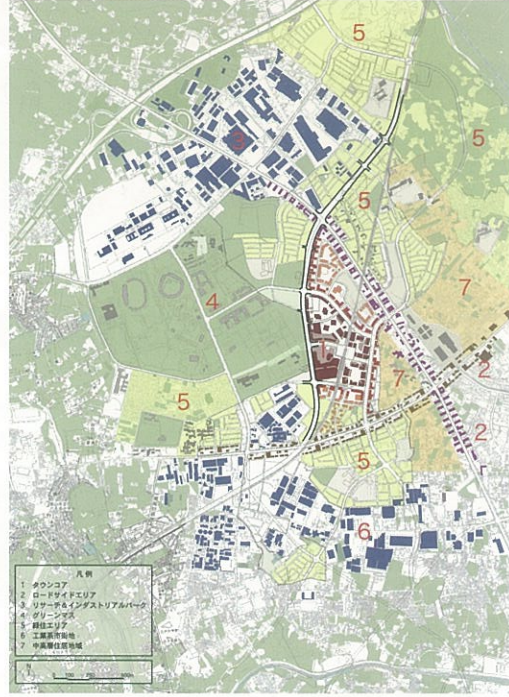 5
3
5
5
4
7
1
7
2
5
2
5
6
凡例
1 タウンコア
2 ロードサイドエリア
3 リサーチ&インダストリアルパーク
4 グリーンマス
5 緑住エリア
6 工業系市街地
7 中高層住居地域